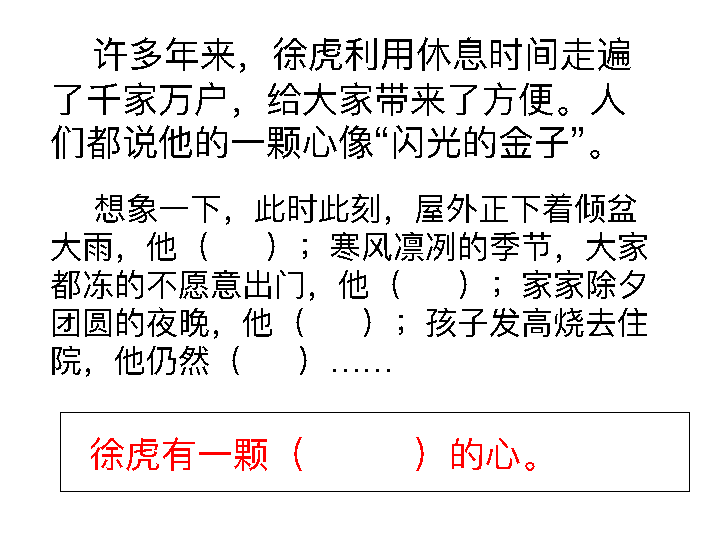 许多年来，徐虎利用休息时间走遍
了千家万户，给大家带来了方便。人
们都说他的一颗心像“闪光的金子”。
想象一下，此时此刻，屋外正下着倾盆
大雨，他（      ）；寒风凛冽的季节，大家
都冻的不愿意出门，他（      ）；家家除夕
团圆的夜晚，他（      ）；孩子发高烧去住
院，他仍然（      ）……
徐虎有一颗（            ）的心。